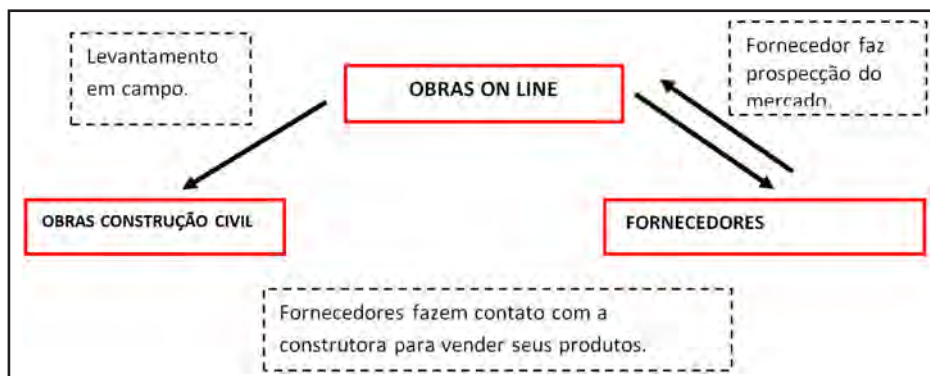 Levantamento
em campo.
OBRAS ON LINE
Fornecedor faz
prospecção do
mercado.
OBRAS CONSTRUÇÃO CIVIL
FORNECEDORES
Fornecedores fazem contato com a
construtora para vender seus produtos.